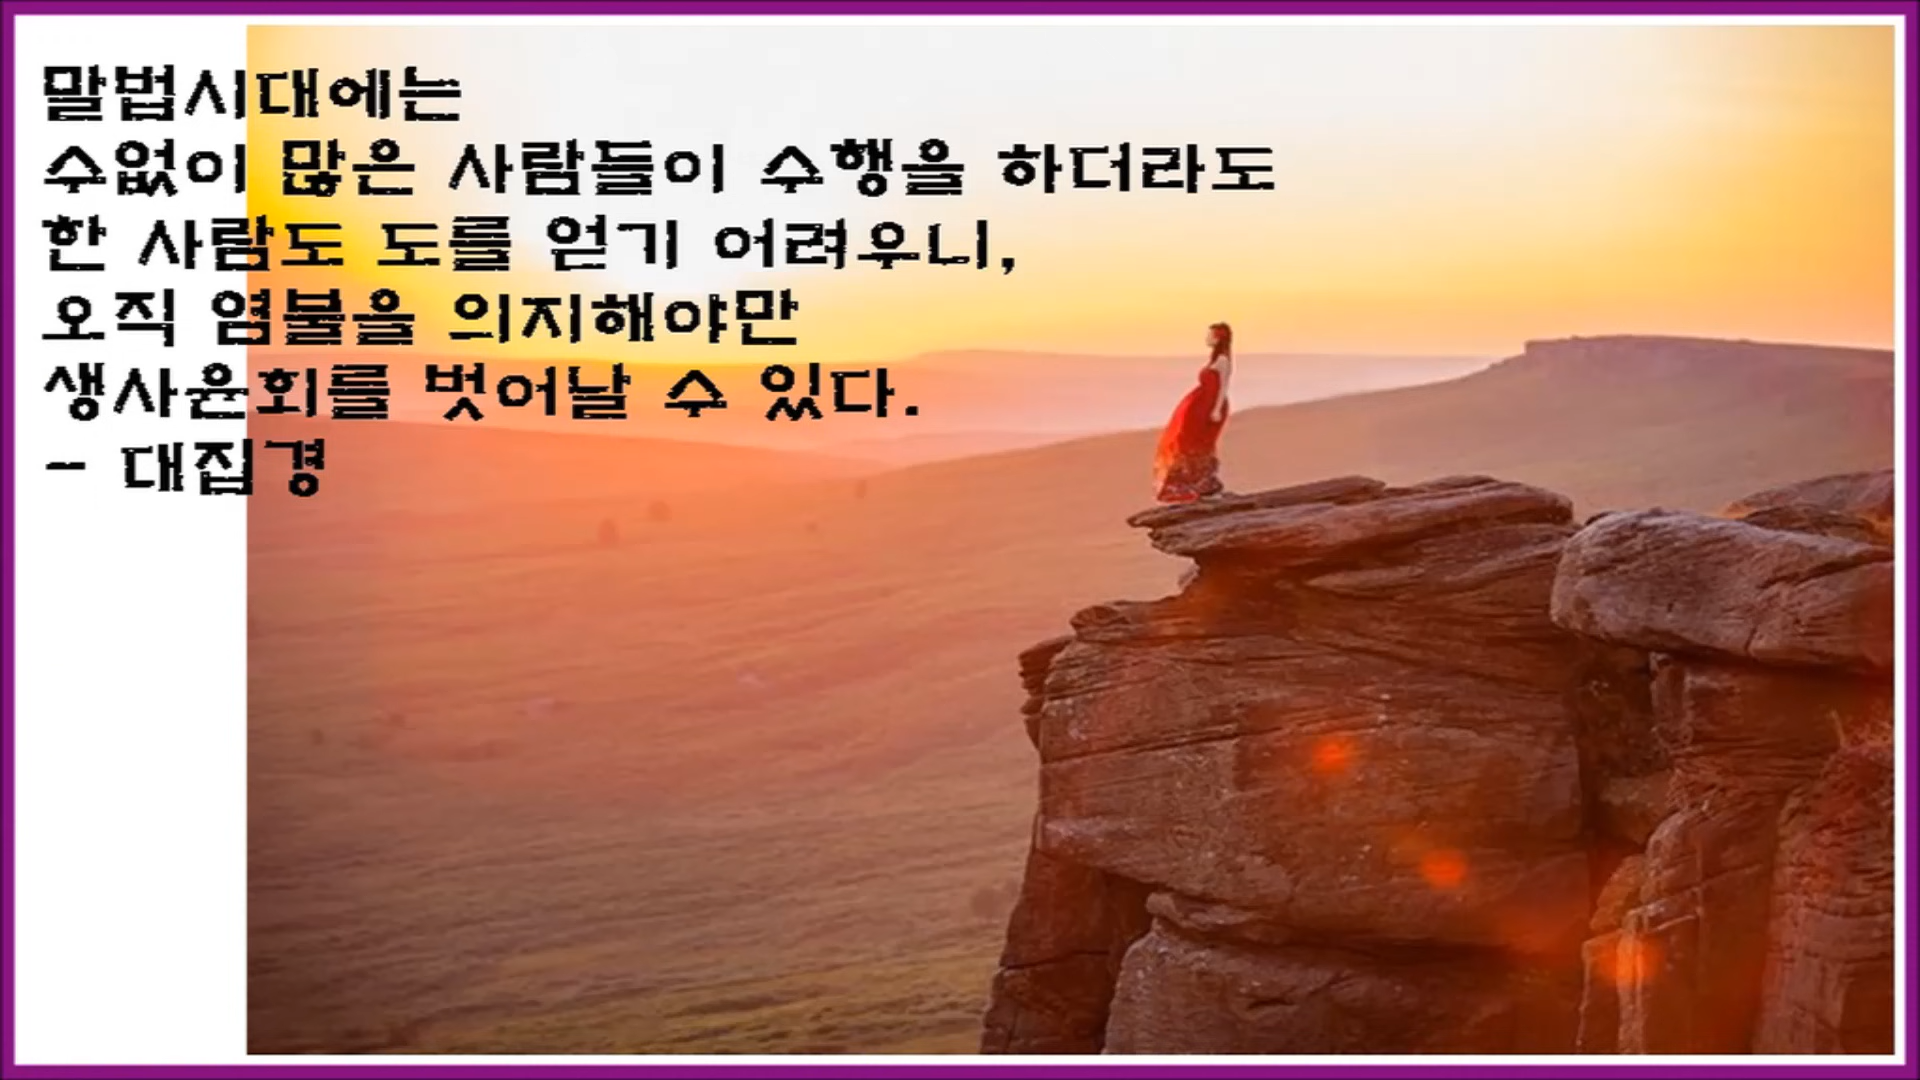 말법시대에는
수없이 많은 사람들이 수행을 하더라도
한 사람도 도를 얻기 어려우니,
오직 염불을 의지해야만
생사윤회를 벗어날 수 있다.
- 대집경